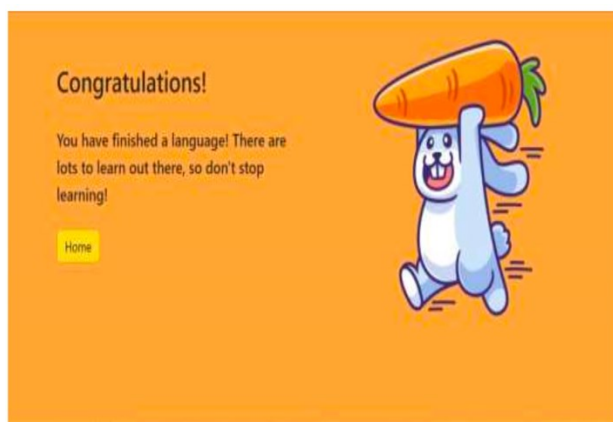 Congratulations!
You have finished a language! There are
lots to learn out there, so don't stop
learning!
Home